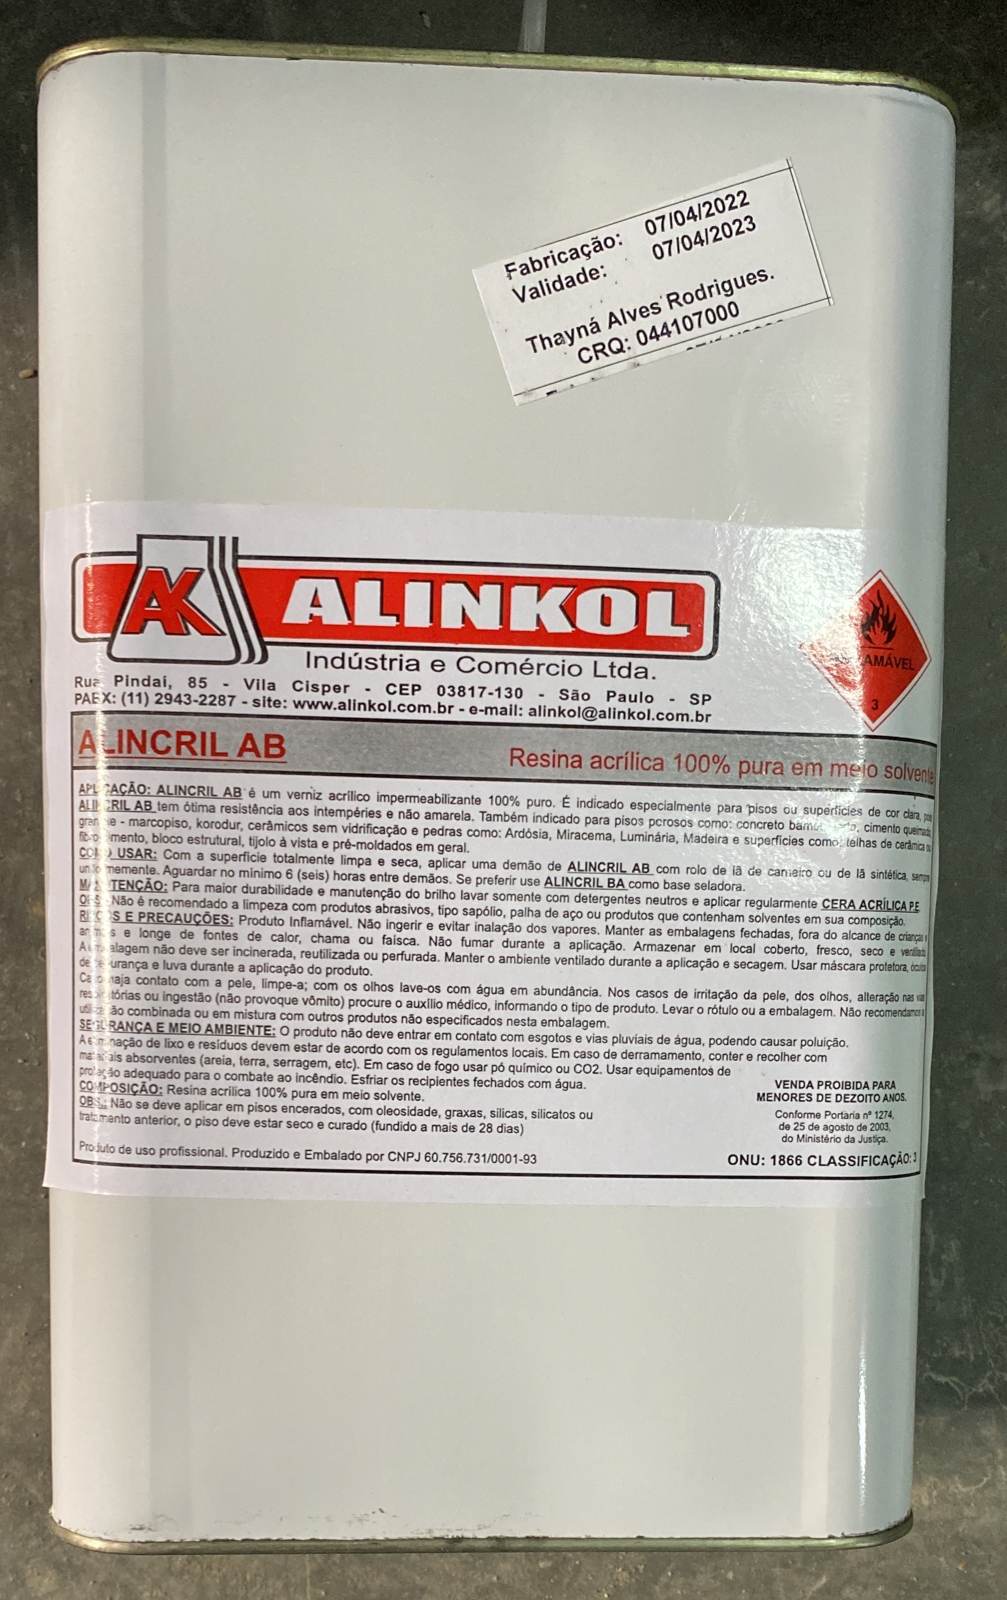 Fabricação: 07/04/2022
Validade: 07/04/2023
Thayná Alves Rodrigues.
CRQ: 044107000
AK ALINKOL
Indústria e Comércio Ltda.
Rua Pindai, 85 - Vila Cisper - CEP 03817-130 - São Paulo - SP
PAEX: (11) 2943-2287 - site: www.alinkol.com.br - e-mail: alinkol@alinkol.com.br
3
ALINCRIL AB
Resina acrílica 100% pura em meio solvente
APLICAÇÃO: ALINCRIL AB é um verniz acrílico impermeabilizante 100% puro. É indicado especialmente para pisos ou superfícies de cor clara, pois
ALINCRIL AB tem ótima resistência aos intempéries e não amarela. Também indicado para pisos porosos como: concreto cimento queimado,
- marcopiso, korodur, cerâmicos sem vidrificação e pedras como: Ardósia, Miracema, Luminária, Madeira e superfícies como: telhas de cerâmica ou
fibrocimento, bloco estrutural, tijolo à vista e pré-moldados em geral.
COMO USAR: Com a superfície totalmente limpa e seca, aplicar uma demão de ALINCRIL AB com rolo de lã de carneiro ou de lã sintética, sempre
uniformemente. Aguardar no mínimo 6 (seis) horas entre demãos. Se preferir use ALINCRIL BA como base seladora.
MANUTENÇÃO: Para maior durabilidade e manutenção do brilho lavar somente com detergentes neutros e aplicar regularmente CERA ACRÍLICA P.E.
OBS: Não é recomendado a limpeza com produtos abrasivos, tipo sapólio, palha de aço ou produtos que contenham solventes em sua composição.
RISCOS E PRECAUÇÕES: Produto Inflamável. Não ingerir e evitar inalação dos vapores. Manter as embalagens fechadas, fora do alcance de crianças e
animais e longe de fontes de calor, chama ou faísca. Não fumar durante a aplicação. Armazenar em local coberto, fresco, seco e ventilado.
A embalagem não deve ser incinerada, reutilizada ou perfurada. Manter o ambiente ventilado durante a aplicação e secagem. Usar máscara protetora, óculos
de segurança e luva durante a aplicação do produto.
Caso haja contato com a pele, limpe-a; com os olhos lave-os com água em abundância. Nos casos de irritação da pele, dos olhos, alteração nas vias
respiratórias ou ingestão (não provoque vômito) procure o auxílio médico, informando o tipo de produto. Levar o rótulo ou a embalagem. Não recomendamos a
utilização combinada ou em mistura com outros produtos não especificados nesta embalagem.
SEGURANÇA E MEIO AMBIENTE: O produto não deve entrar em contato com esgotos e vias pluviais de água, podendo causar poluição.
A eliminação de lixo e resíduos devem estar de acordo com os regulamentos locais. Em caso de derramamento, conter e recolher com
materiais absorventes (areia, terra, serragem, etc). Em caso de fogo usar pó químico ou CO2. Usar equipamentos de
proteção adequado para o combate ao incêndio. Esfriar os recipientes fechados com água.
COMPOSIÇÃO: Resina acrílica 100% pura em meio solvente.
OBS.: Não se deve aplicar em pisos encerados, com oleosidade, graxas, sílicas, silicatos ou
tratamento anterior, o piso deve estar seco e curado (fundido a mais de 28 dias)
VENDA PROIBIDA PARA
MENORES DE DEZOITO ANOS.
Conforme Portaria nº 1274,
de 25 de agosto de 2003,
do Ministério da Justiça.
Produto de uso profissional. Produzido e Embalado por CNPJ 60.756.731/0001-93
ONU: 1866 CLASSIFICAÇÃO: 3